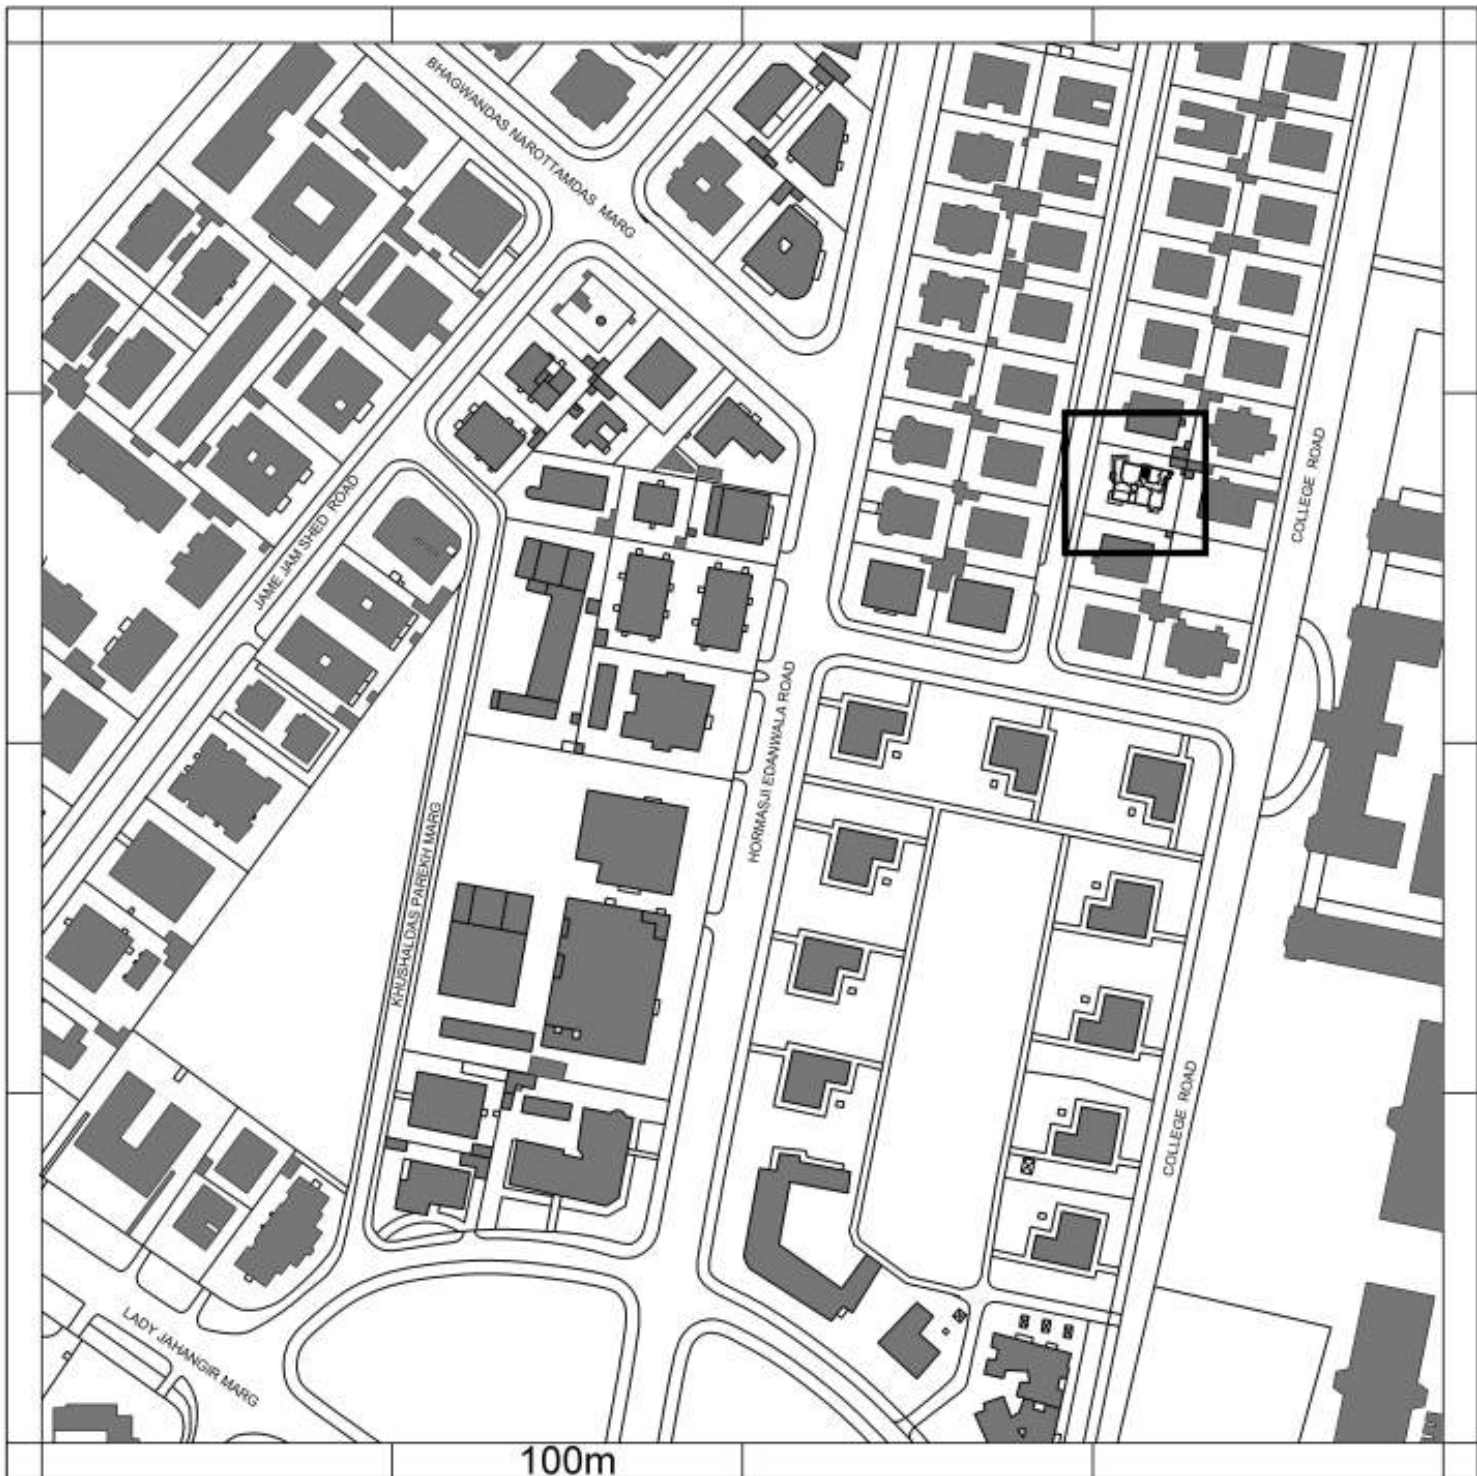 BHAGWANDAS NAROTTAMDAS MARG
COLLEGE ROAD
JAME JAM SHED ROAD
HORMASJI EDANWALA ROAD
KHUSHALDAS PAREKH MARG
COLLEGE ROAD
LADY JAHANGIR MARG
100m